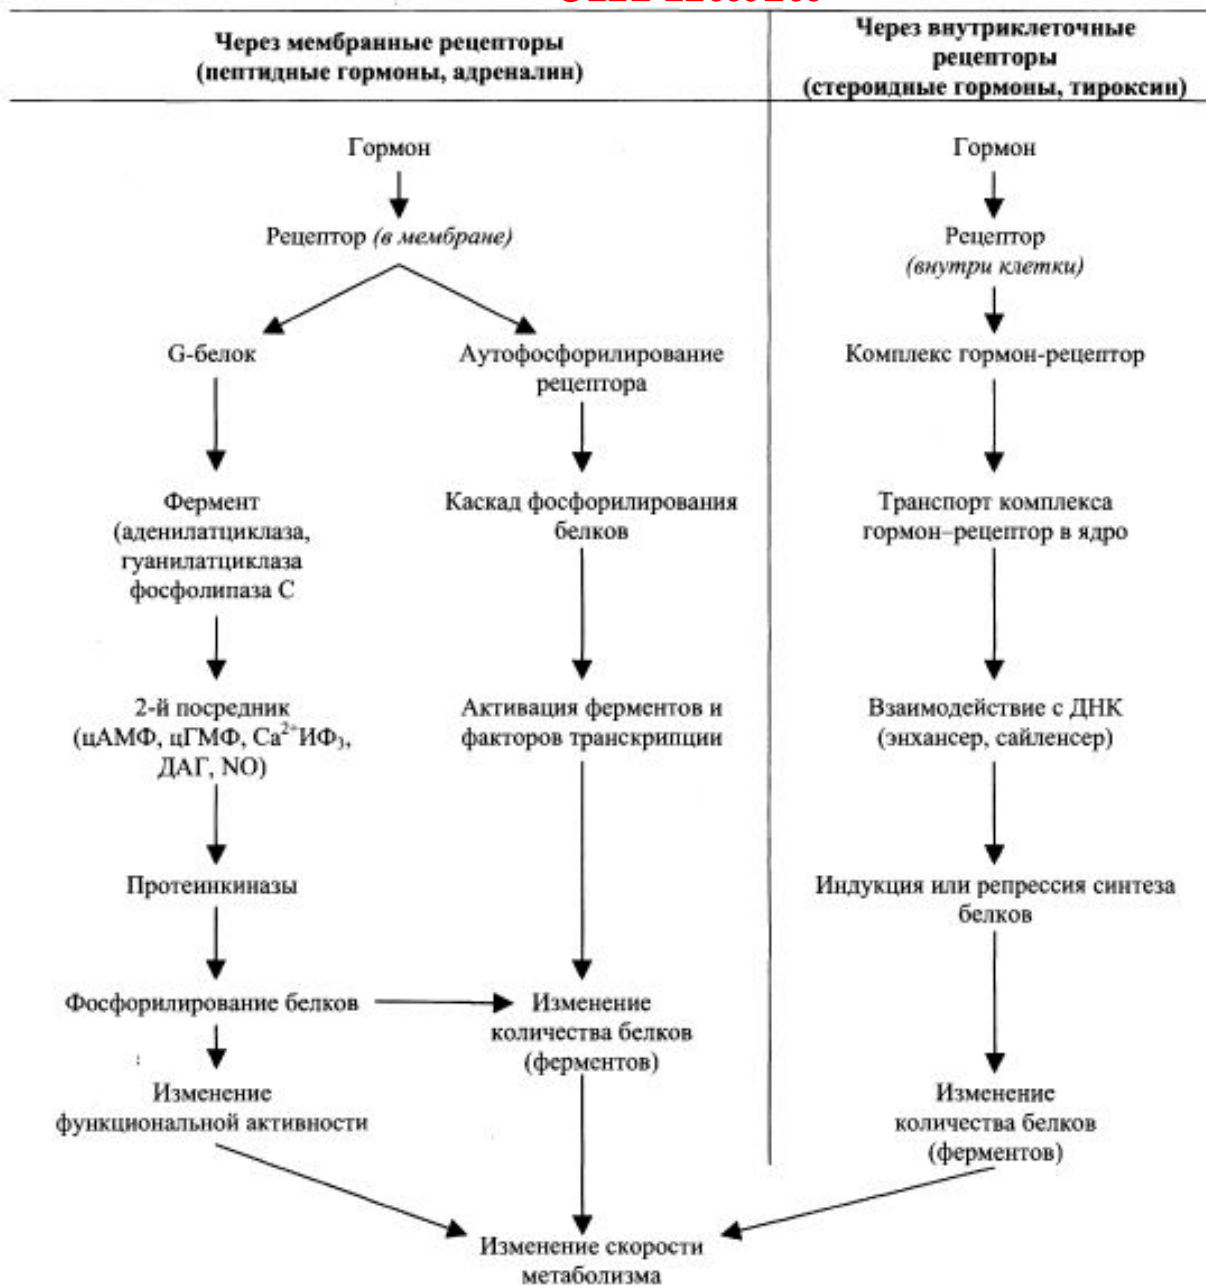 Через мембранные рецепторы
(пептидные гормоны, адреналин)
Через внутриклеточные
рецепторы
(стероидные гормоны, тироксин)
Гормон
Рецептор (в мембране)
G-белок
Аутофосфорилирование
рецептора
Фермент
(аденилатциклаза,
гуанилатциклаза
фосфолипаза С
Каскад фосфорилирования
белков
2-й посредник
(цАМФ, цГМФ, Ca²⁺ИФ₃,
ДАГ, NO)
Активация ферментов и
факторов транскрипции
Протеинкиназы
Фосфорилирование белков
Изменение
количества белков
(ферментов)
Изменение
функциональной активности
Гормон
Рецептор
(внутри клетки)
Комплекс гормон-рецептор
Транспорт комплекса
гормон–рецептор в ядро
Взаимодействие с ДНК
(энхансер, сайленсер)
Индукция или репрессия синтеза
белков
Изменение
количества белков
(ферментов)
Изменение скорости
метаболизма